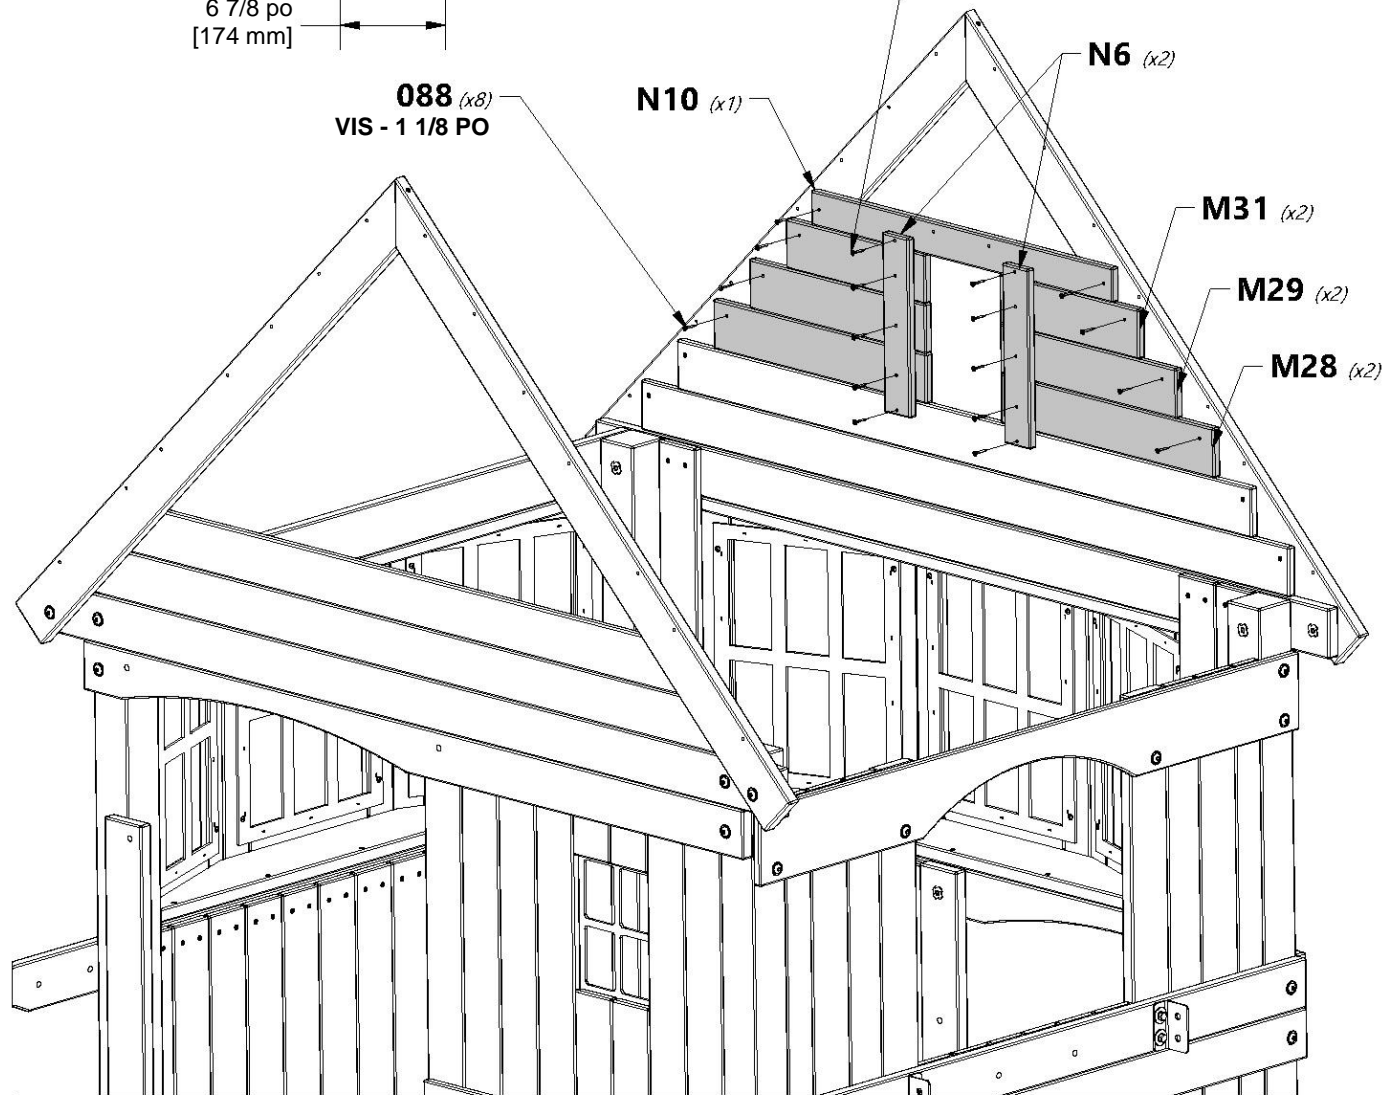 6 7/8 po
[174 mm]
088 (x8)
VIS - 1 1/8 PO
N10 (x1)
N6 (x2)
M31 (x2)
M29 (x2)
M28 (x2)